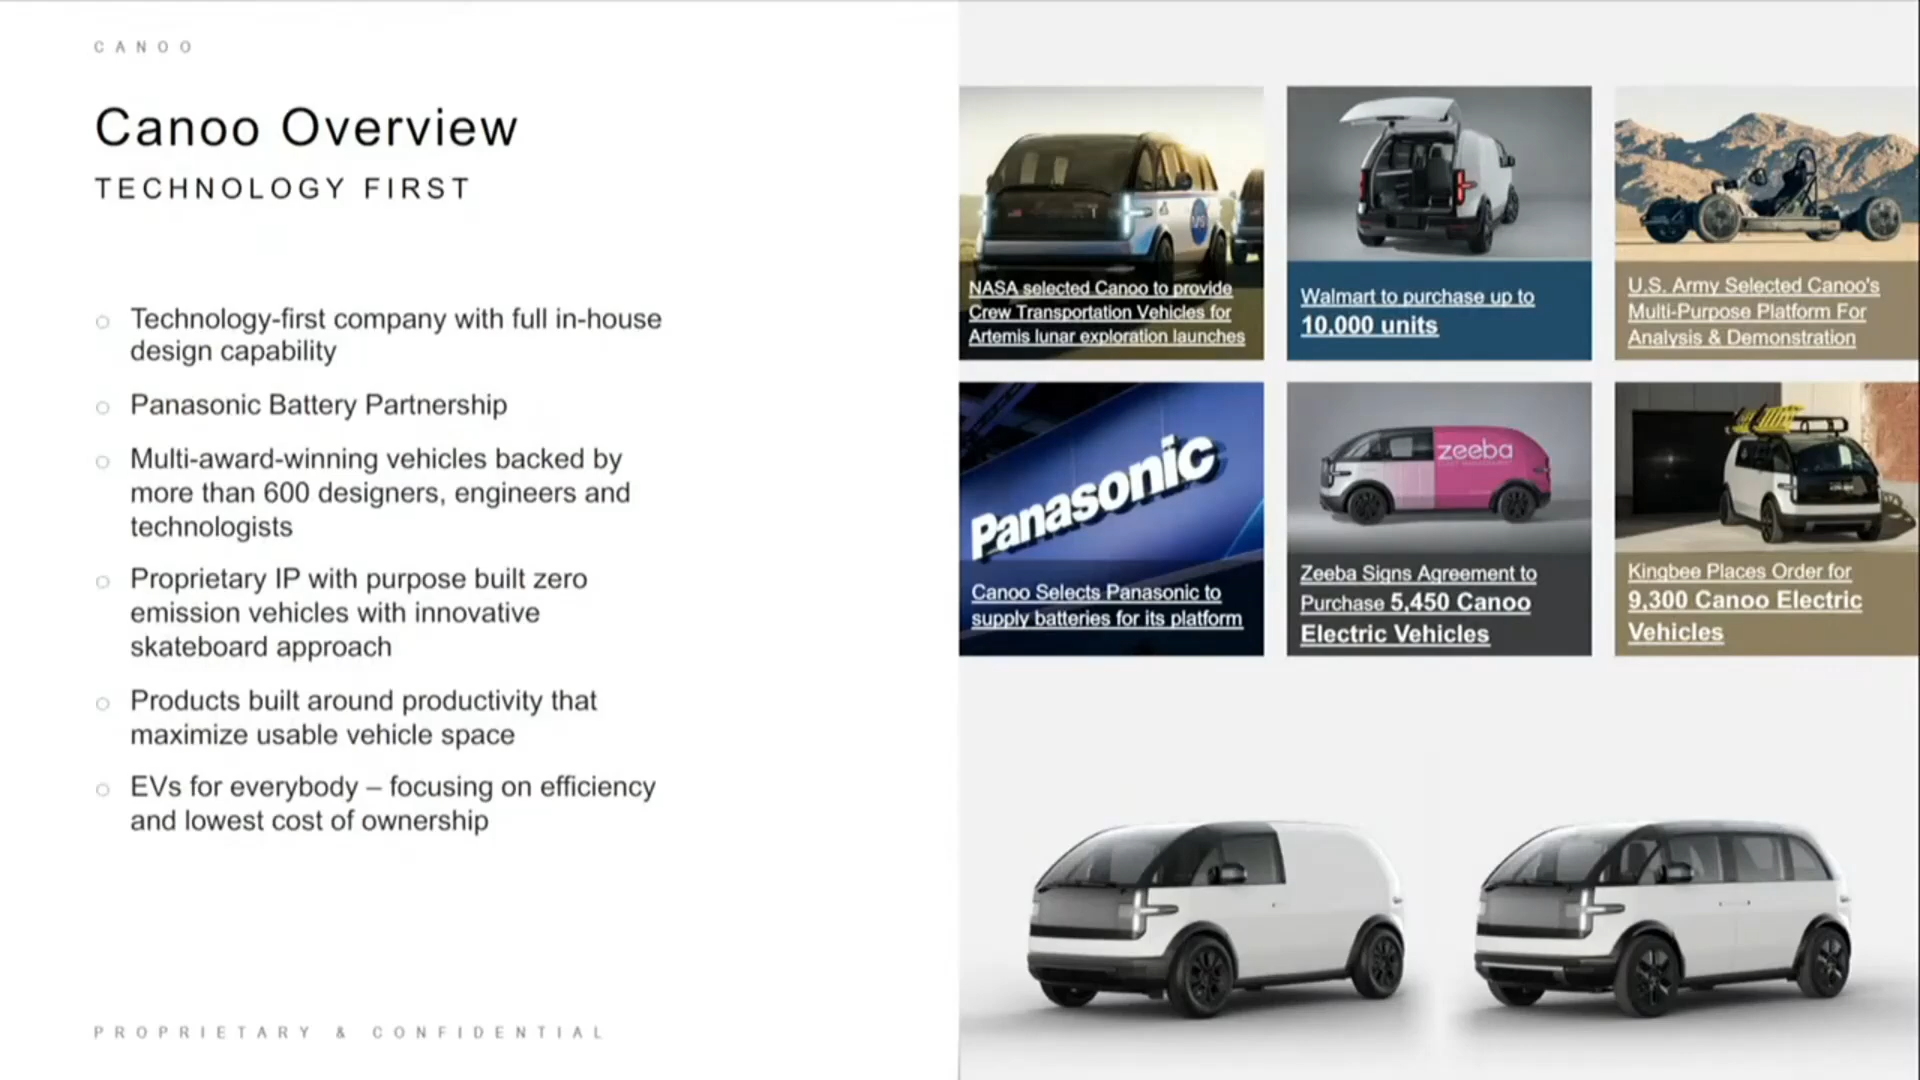 CANOO
Canoo Overview
TECHNOLOGY FIRST
Technology-first company with full in-house
design capability
Panasonic Battery Partnership
Multi-award-winning vehicles backed by
more than 600 designers, engineers and
technologists
Proprietary IP with purpose built zero
emission vehicles with innovative
skateboard approach
Products built around productivity that
maximize usable vehicle space
EVs for everybody – focusing on efficiency
and lowest cost of ownership
PROPRIETARY & CONFIDENTIAL
NASA selected Canoo to provide
Crew Transportation Vehicles for
Artemis lunar exploration launches
Walmart to purchase up to
10,000 units
U.S. Army Selected Canoo's
Multi-Purpose Platform For
Analysis & Demonstration
Panasonic
Canoo Selects Panasonic to
supply batteries for its platform
zeeba
Zeeba Signs Agreement to
Purchase 5,450 Canoo
Electric Vehicles
Kingbee Places Order for
9,300 Canoo Electric
Vehicles